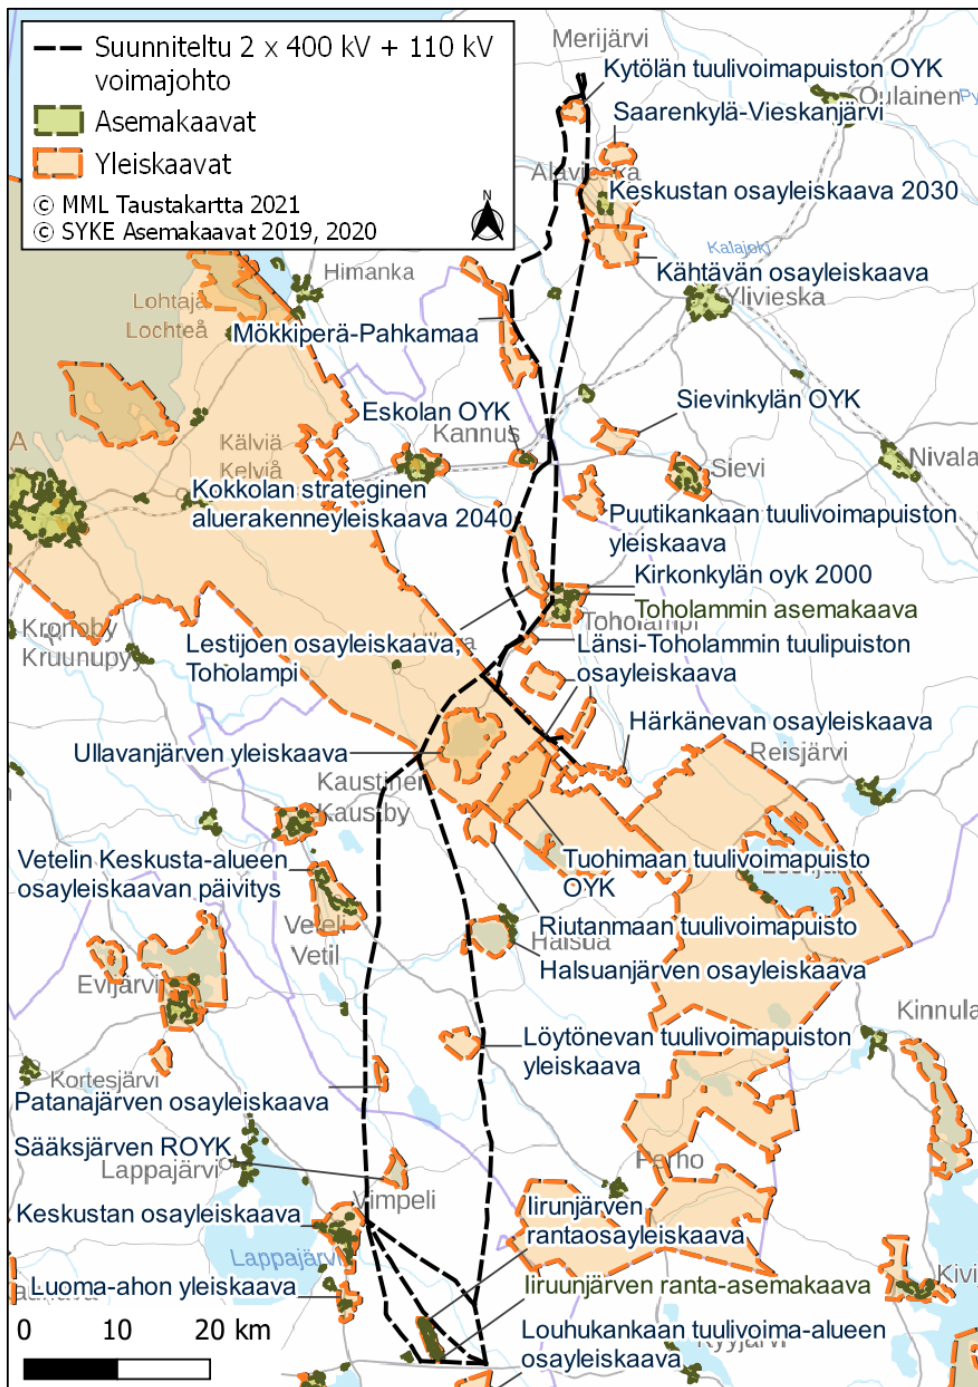 Suunniteltu 2 x 400 kV + 110 kV
voimajohto
Asemakaavat
Yleiskaavat
© MML Taustakartta 2021
© SYKE Asemakaavat 2019, 2020
N
Merijärvi
Kytölän tuulivoimapuiston OYK
Oulainen
Saarenkylä-Vieskanjärvi
Alavieska
Keskustan osayleiskaava 2030
Kalajoki
Kähtävän osayleiskaava
Ylivieska
Himanka
Lohtaja
Lochteå
Mökkiperä-Pahkamaa
Eskolan OYK
Kannus
Sievinkylän OYK
Kälviä
Kelviå
Sievi
Nivala
Kokkolan strateginen
aluerakenneyleiskaava 2040
Puutikankaan tuulivoimapuiston
yleiskaava
Kirkonkylän oyk 2000
Toholammin asemakaava
Toholampi
Kronoby
Kruunupyy
Lestijoen osayleiskaava,
Toholampi
Länsi-Toholammin tuulipuiston
osayleiskaava
Härkänevan osayleiskaava
Reisjärvi
Ullavanjärven yleiskaava
Kaustinen
Kaustby
Tuohimaan tuulivoimapuisto
OYK
Vetelin Keskusta-alueen
osayleiskaavan päivitys
Veteli
Vetil
Riutanmaan tuulivoimapuisto
Halsua
Halsuanjärven osayleiskaava
Evijärvi
Kinnula
Löytönevan tuulivoimapuiston
yleiskaava
Kortesjärvi
Patanajärven osayleiskaava
Sääksjärven ROYK
Lappajärvi
Perho
Vimpeli
Keskustan osayleiskaava
Iirunjärven
rantaosayleiskaava
Lappajärvi
Luoma-ahon yleiskaava
Iiruunjärven ranta-asemakaava
Kivi
Louhukankaan tuulivoima-alueen
osayleiskaava
Kyyjärvi
0 10 20 km